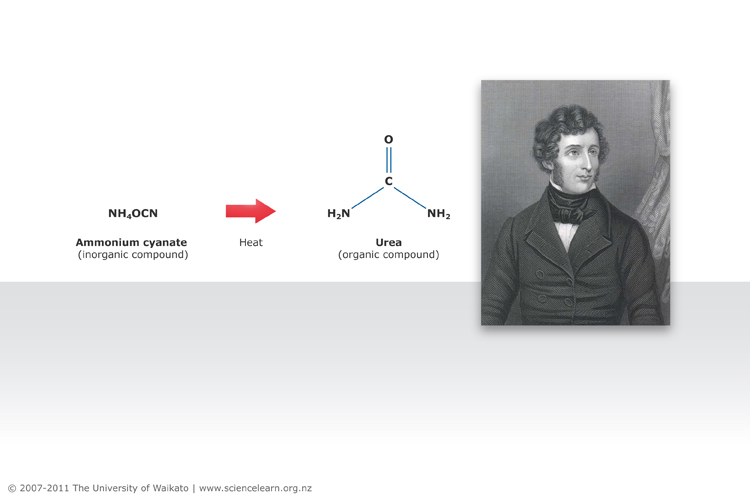 O
C
NH₄OCN
H₂N
NH₂
Ammonium cyanate
(inorganic compound)
Heat
Urea
(organic compound)
© 2007-2011 The University of Waikato | www.sciencelearn.org.nz